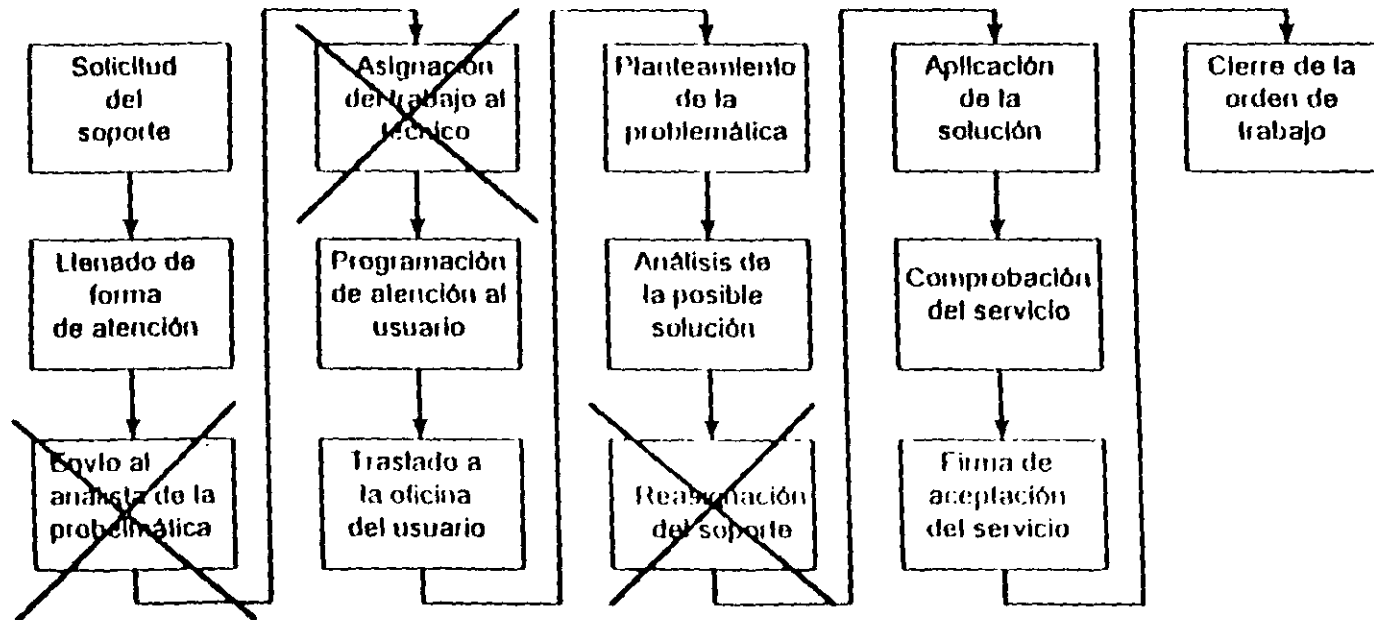 Solicitud
del
soporte
Llenado de
forma
de atención
Envío al
analista de la
probelmática
Asignación
del trabajo al
técnico
Programación
de atención al
usuario
Traslado a
la oficina
del usuario
Planteamiento
de la
problemática
Análisis de
la posible
solución
Reasignación
del soporte
Aplicación
de la
solución
Comprobación
del servicio
Firma de
aceptación
del servicio
Cierre de la
orden de
trabajo